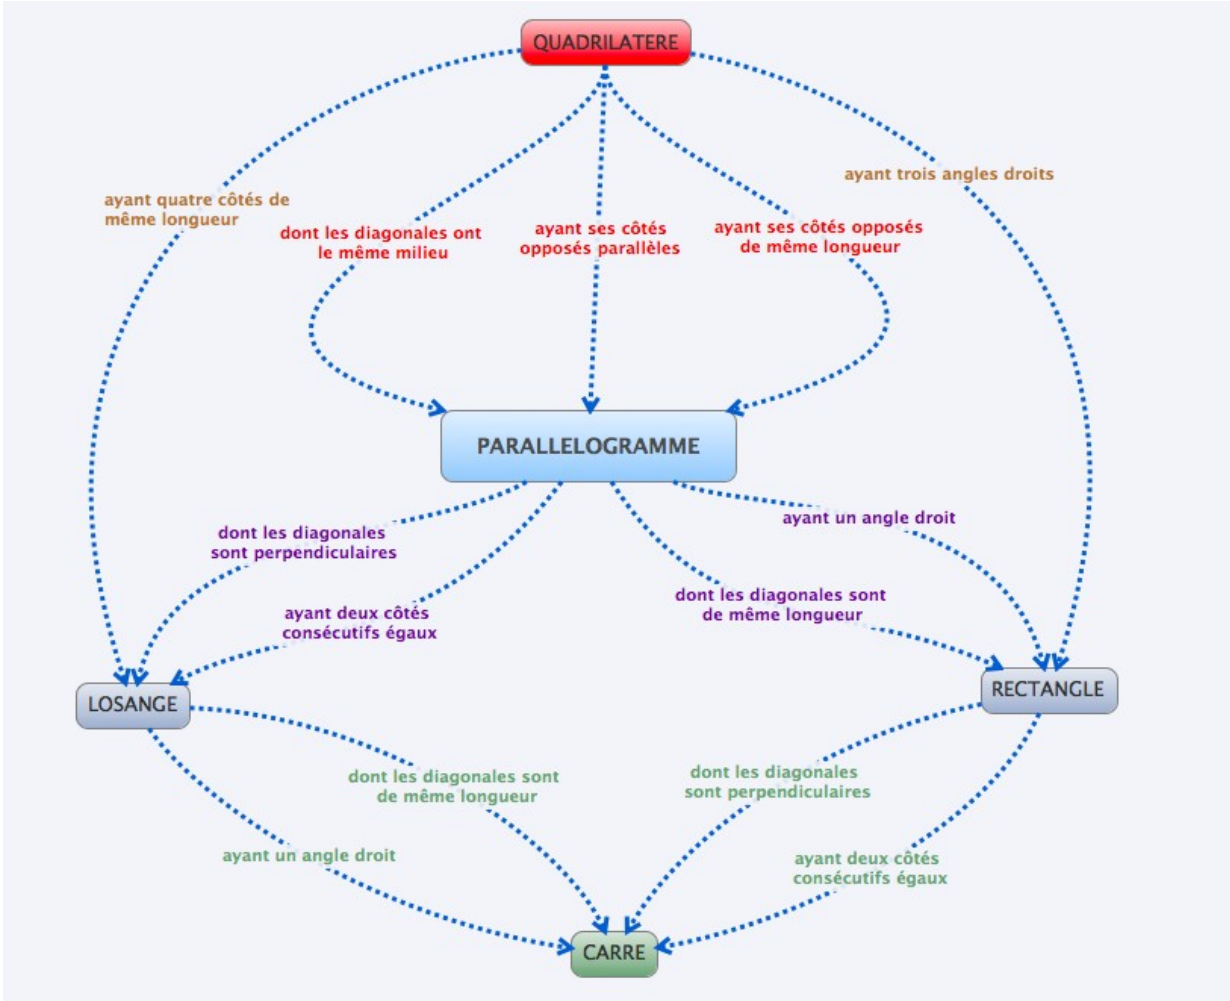 QUADRILATERE
ayant trois angles droits
ayant quatre côtés de
même longueur
dont les diagonales ont
le même milieu
ayant ses côtés
opposés parallèles
ayant ses côtés opposés
de même longueur
PARALLELOGRAMME
dont les diagonales
sont perpendiculaires
ayant un angle droit
ayant deux côtés
consécutifs égaux
dont les diagonales sont
de même longueur
LOSANGE
RECTANGLE
dont les diagonales sont
de même longueur
dont les diagonales
sont perpendiculaires
ayant un angle droit
ayant deux côtés
consécutifs égaux
CARRE